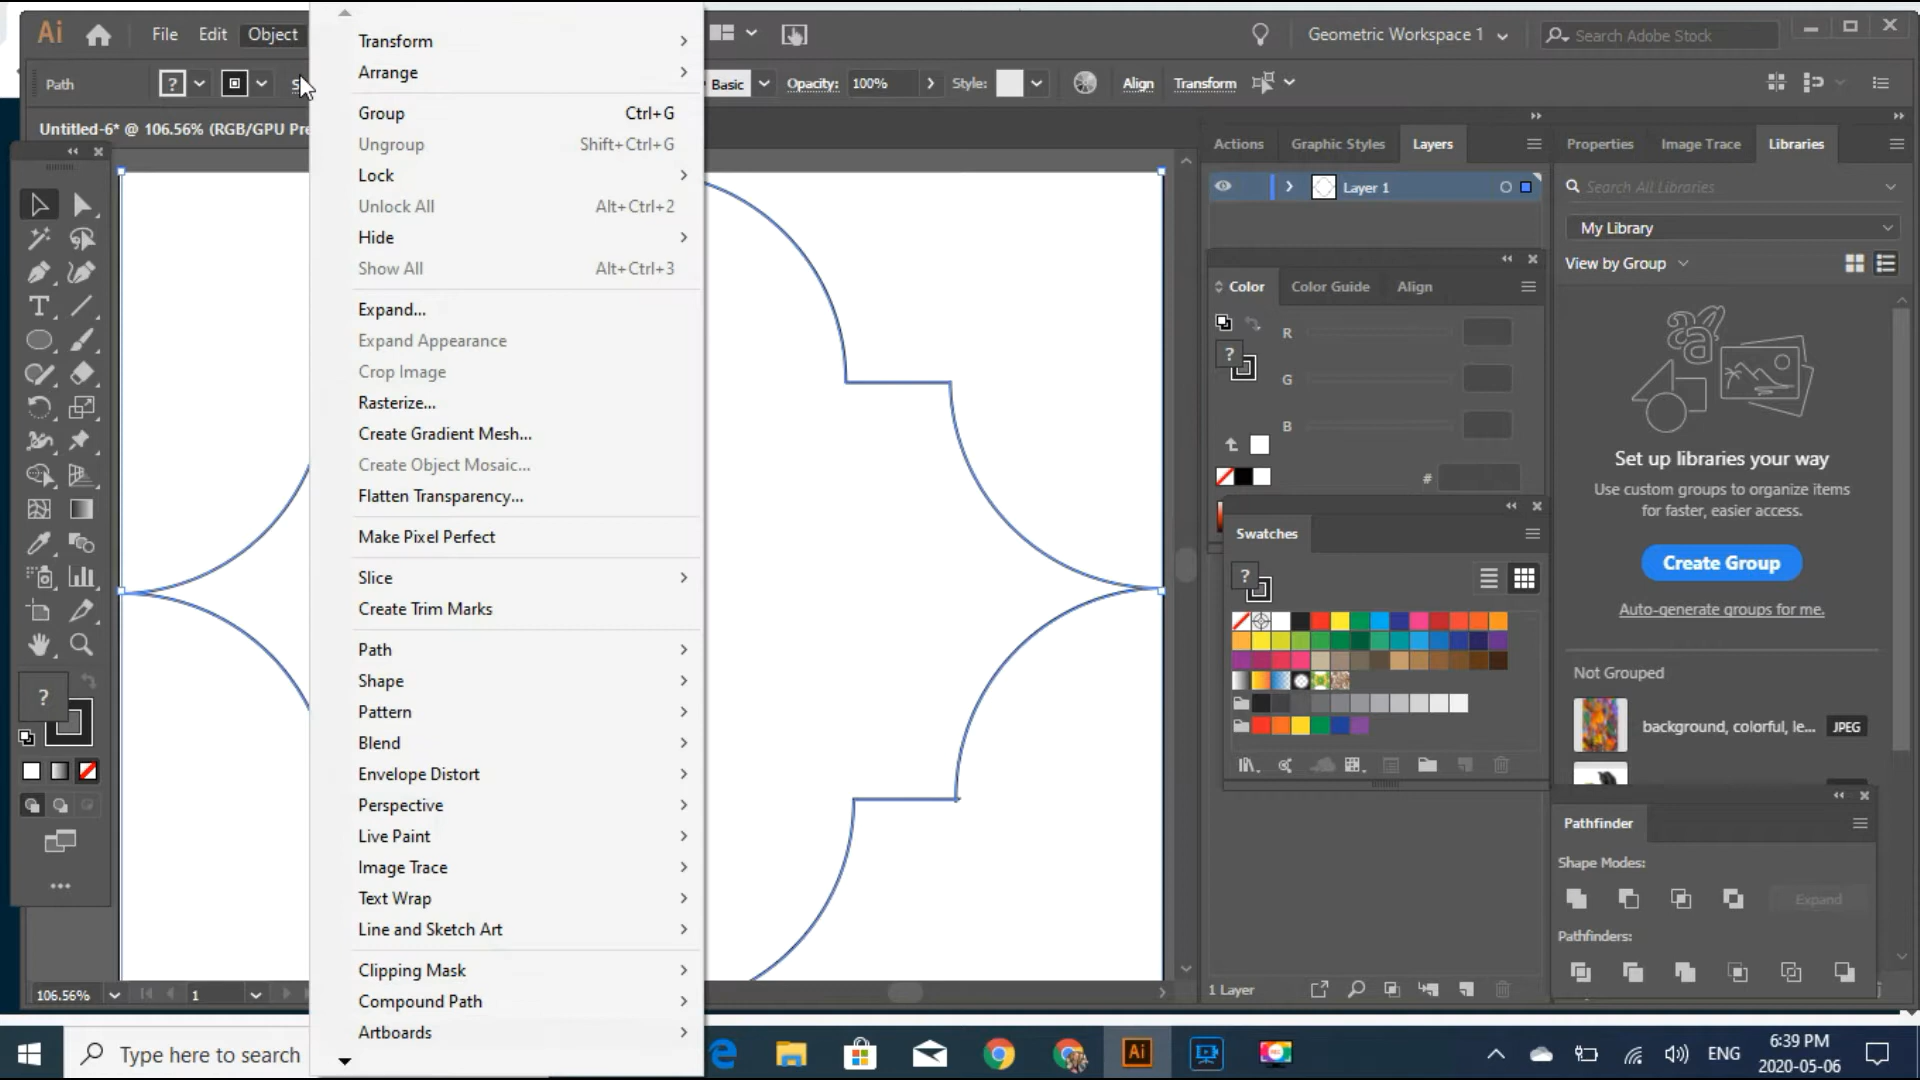 Ai
File
Edit
Object
Geometric Workspace 1
Search Adobe Stock
Path
?
Basic
Opacity:
100%
Style:
Align
Transform
Untitled-6* @ 106.56% (RGB/GPU Pre
Transform
Arrange
Group Ctrl+G
Ungroup Shift+Ctrl+G
Lock
Unlock All Alt+Ctrl+2
Hide
Show All Alt+Ctrl+3
Expand...
Expand Appearance
Crop Image
Rasterize...
Create Gradient Mesh...
Create Object Mosaic...
Flatten Transparency...
Make Pixel Perfect
Slice
Create Trim Marks
Path
Shape
Pattern
Blend
Envelope Distort
Perspective
Live Paint
Image Trace
Text Wrap
Line and Sketch Art
Clipping Mask
Compound Path
Artboards
?
106.56%
1
Actions
Graphic Styles
Layers
Layer 1
Color
Color Guide
Align
?
R
G
B
#
Swatches
?
1 Layer
Properties
Image Trace
Libraries
Search All Libraries
My Library
View by Group
Set up libraries your way
Use custom groups to organize items
for faster, easier access.
Create Group
Auto-generate groups for me.
Not Grouped
background, colorful, le... JPEG
Pathfinder
Shape Modes:
Expand
Pathfinders:
Type here to search
Ai
ENG
6:39 PM
2020-05-06